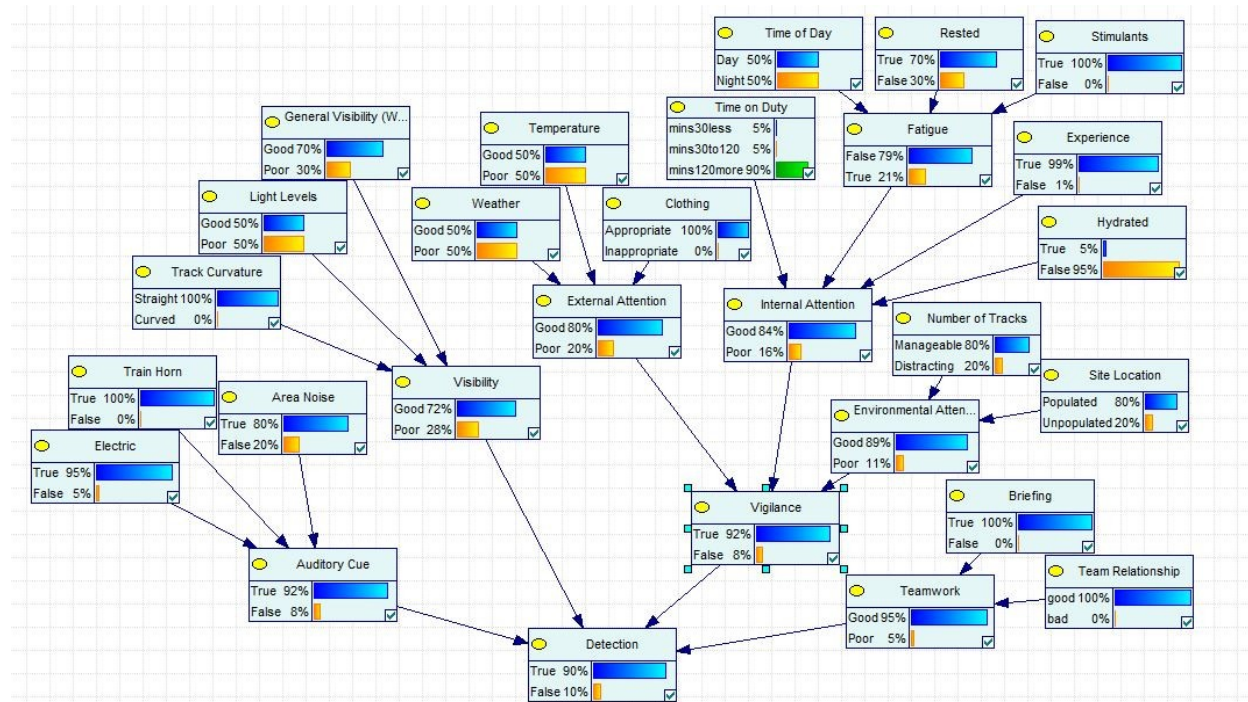 Time of Day
Day 50%
Night 50%
Rested
True 70%
False 30%
Stimulants
True 100%
False 0%
General Visibility (W...
Good 70%
Poor 30%
Temperature
Good 50%
Poor 50%
Time on Duty
mins30less 5%
mins30to120 5%
mins120more 90%
Fatigue
False 79%
True 21%
Experience
True 99%
False 1%
Light Levels
Good 50%
Poor 50%
Weather
Good 50%
Poor 50%
Clothing
Appropriate 100%
Inappropriate 0%
Hydrated
True 5%
False 95%
Track Curvature
Straight 100%
Curved 0%
External Attention
Good 80%
Poor 20%
Internal Attention
Good 84%
Poor 16%
Number of Tracks
Manageable 80%
Distracting 20%
Train Horn
True 100%
False 0%
Area Noise
True 80%
False 20%
Visibility
Good 72%
Poor 28%
Site Location
Populated 80%
Unpopulated 20%
Environmental Atten...
Good 89%
Poor 11%
Electric
True 95%
False 5%
Vigilance
True 92%
False 8%
Briefing
True 100%
False 0%
Auditory Cue
True 92%
False 8%
Teamwork
Good 95%
Poor 5%
Team Relationship
good 100%
bad 0%
Detection
True 90%
False 10%